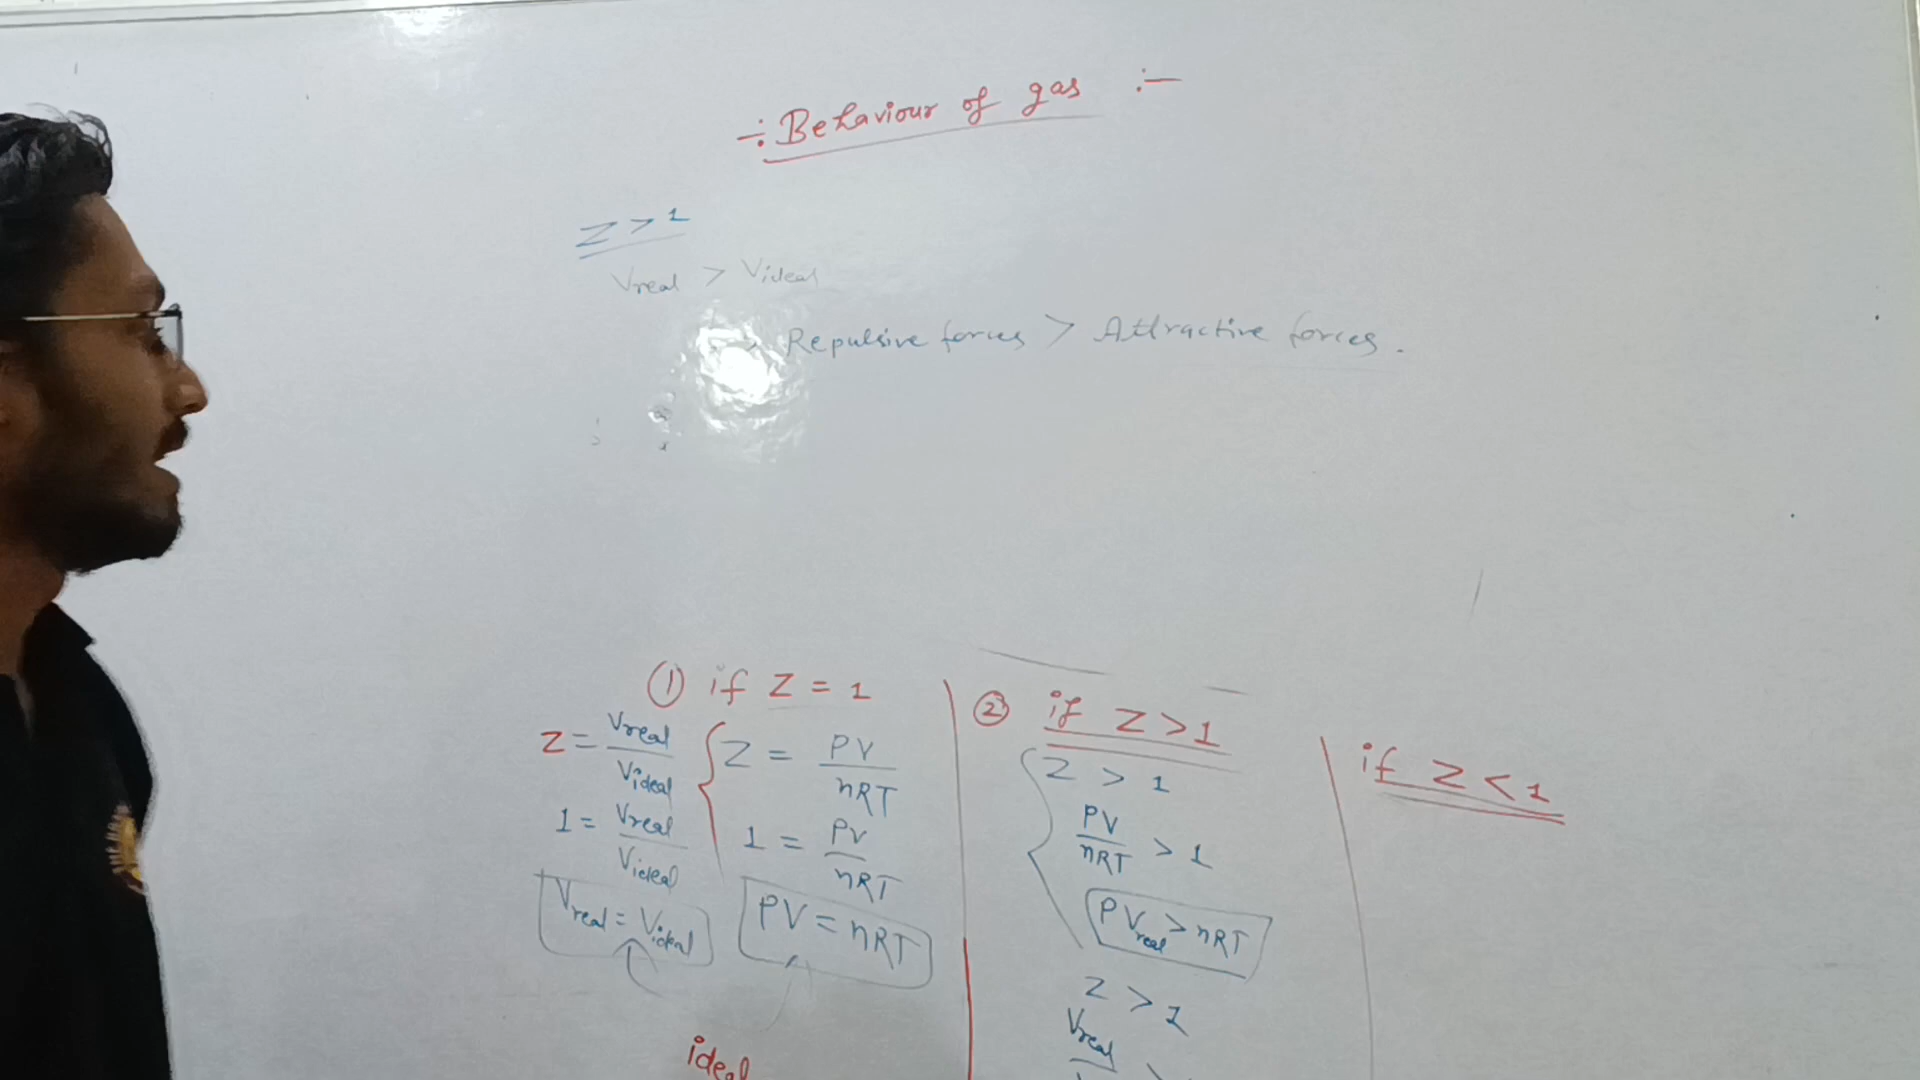 ÷ Behaviour of gas :-
Z > 1
Vreal > Videal
Repulsive forces > Attractive forces.
① if Z = 1
Z = Vreal / Videal
1 = Vreal / Videal
Vreal = Videal
Z = PV / nRT
1 = PV / nRT
PV = nRT
ideal
② if Z > 1
Z > 1
PV / nRT > 1
PVreal > nRT
Z > 1
Vreal
if Z < 1